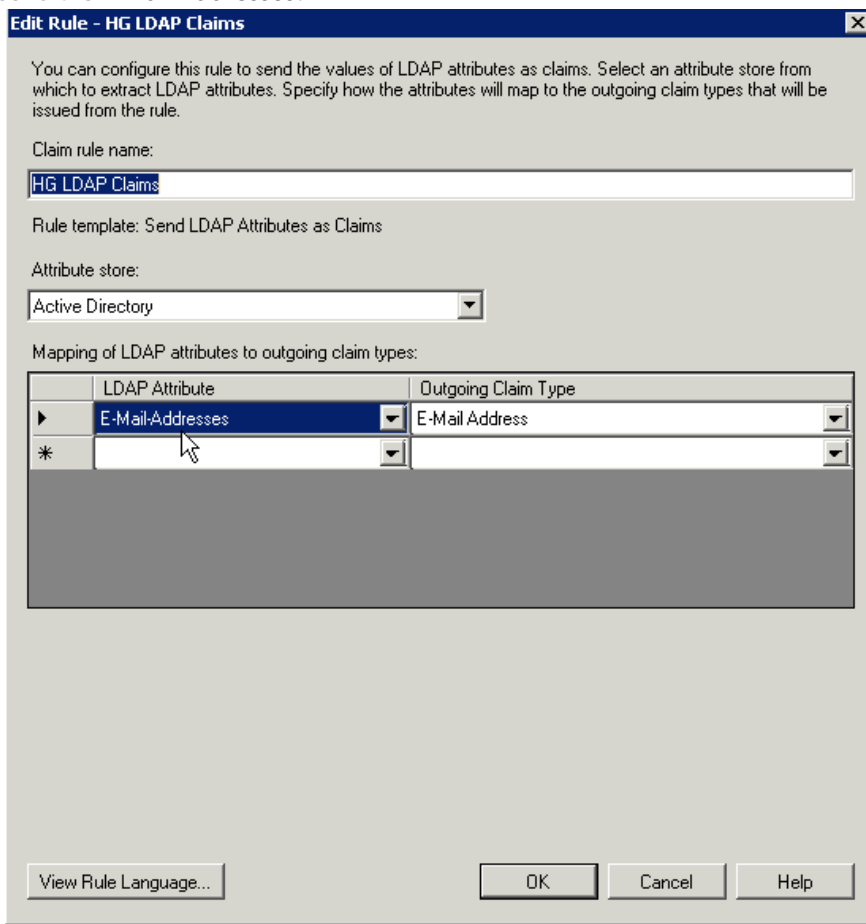 Edit Rule - HG LDAP Claims
You can configure this rule to send the values of LDAP attributes as claims. Select an attribute store from
which to extract LDAP attributes. Specify how the attributes will map to the outgoing claim types that will be
issued from the rule.
Claim rule name:
HG LDAP Claims
Rule template: Send LDAP Attributes as Claims
Attribute store:
Active Directory
Mapping of LDAP attributes to outgoing claim types:
LDAP Attribute Outgoing Claim Type
E-Mail-Addresses E-Mail Address
View Rule Language... OK Cancel Help